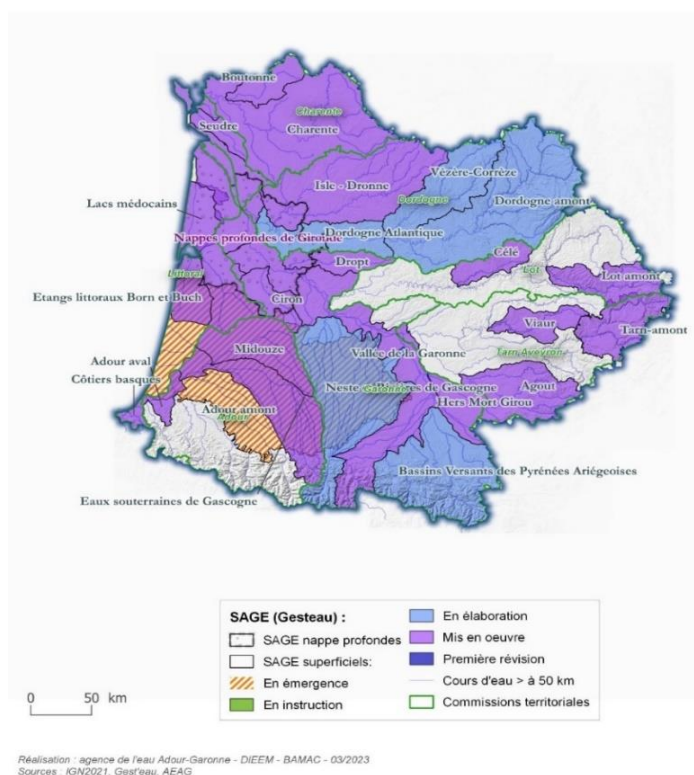 Boutonne
Charente
Seudre
Charente
Vézère-Corrèze
Isle - Dronne
Dordogne
Dordogne amont
Lacs médocains
Nappes profondes de Gironde
Dordogne Atlantique
Célé
Dropt
Littoral
Lot
Lot amont
Etangs littoraux Born et Buch
Ciron
Viaur
Tarn-amont
Midouze
Vallée de la Garonne
Tarn Aveyron
Adour aval
Côtiers basques
Neste et Rivières de Gascogne
Garonne
Agout
Hers Mort Girou
Adour amont
Adour
Bassins Versants des Pyrénées Ariégeoises
Eaux souterraines de Gascogne
SAGE (Gesteau) :
SAGE nappe profondes
SAGE superficiels:
En émergence
En instruction
En élaboration
Mis en oeuvre
Première révision
Cours d'eau > à 50 km
Commissions territoriales
0 50 km
Réalisation : agence de l'eau Adour-Garonne - DIEEM - BAMAC - 03/2023
Sources : IGN2021, Gest'eau, AEAG